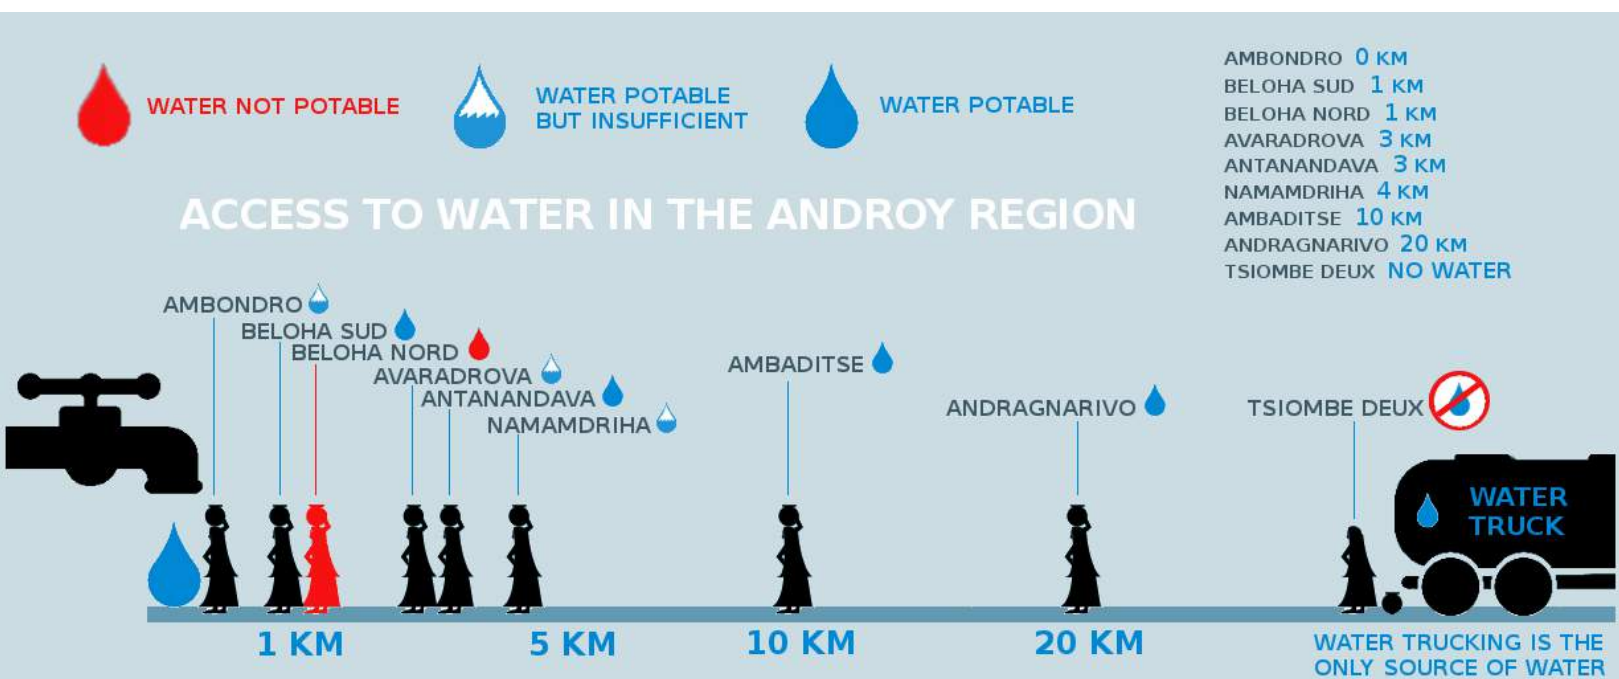 WATER NOT POTABLE
WATER POTABLE
BUT INSUFFICIENT
WATER POTABLE
AMBONDRO 0 KM
BELOHA SUD 1 KM
BELOHA NORD 1 KM
AVARADROVA 3 KM
ANTANANDAVA 3 KM
NAMAMDRIHA 4 KM
AMBADITSE 10 KM
ANDRAGNARIVO 20 KM
TSIOMBE DEUX NO WATER
ACCESS TO WATER IN THE ANDROY REGION
AMBONDRO
BELOHA SUD
BELOHA NORD
AVARADROVA
ANTANANDAVA
NAMAMDRIHA
AMBADITSE
ANDRAGNARIVO
TSIOMBE DEUX
WATER
TRUCK
1 KM
5 KM
10 KM
20 KM
WATER TRUCKING IS THE
ONLY SOURCE OF WATER